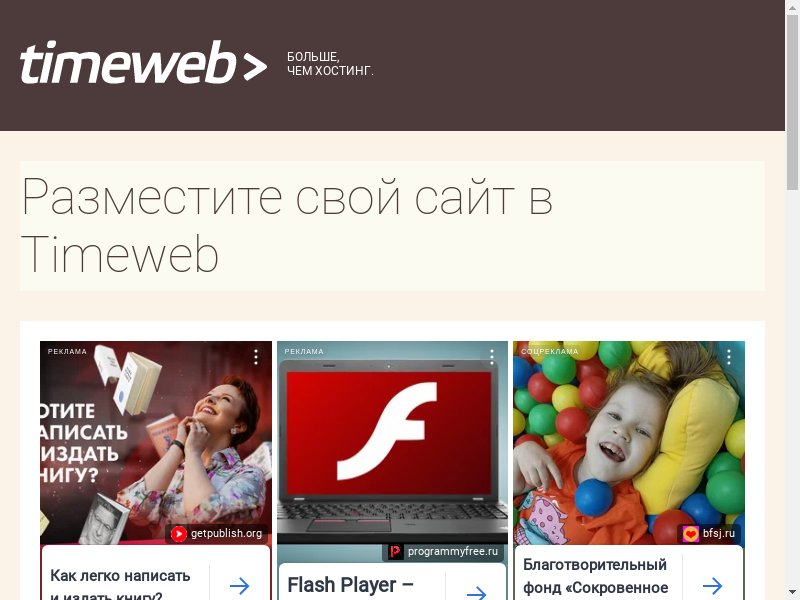 timeweb>
БОЛЬШЕ,
ЧЕМ ХОСТИНГ.
Разместите свой сайт в
Timeweb
РЕКЛАМА
ОТИТЕ
АПИСАТЬ
ИЗДАТЬ
НИГУ?
getpublish.org
Как легко написать
и издать книгу?
РЕКЛАМА
programmyfree.ru
Flash Player –
СОЦРЕКЛАМА
bfsj.ru
Благотворительный
фонд «Сокровенное